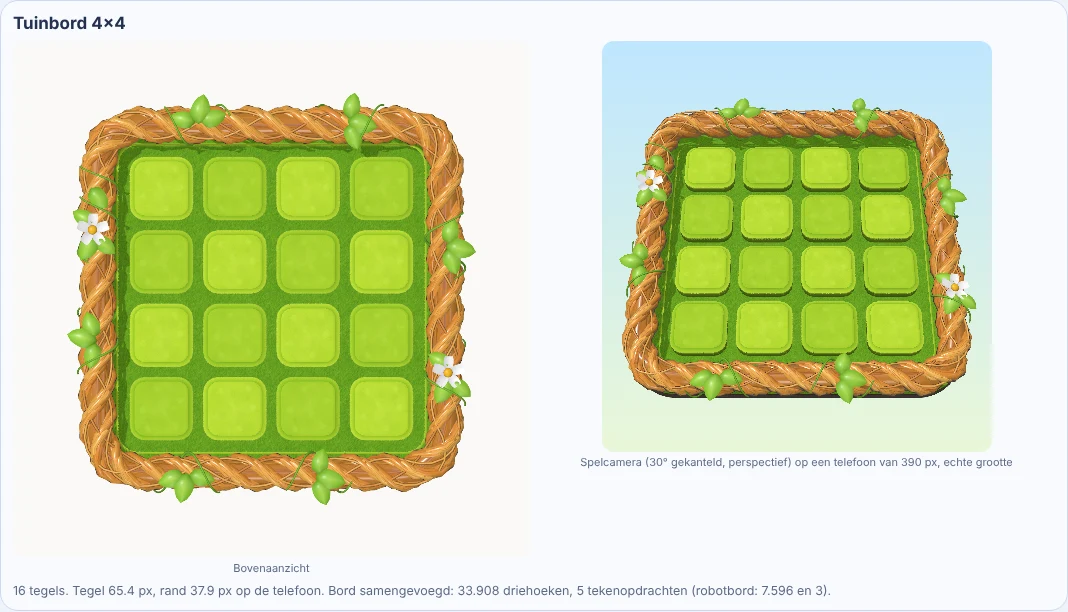 Tuinbord 4×4
Spelcamera (30° gekanteld, perspectief) op een telefoon van 390 px, echte grootte
Bovenaanzicht
16 tegels. Tegel 65.4 px, rand 37.9 px op de telefoon. Bord samengevoegd: 33.908 driehoeken, 5 tekenopdrachten (robotbord: 7.596 en 3).